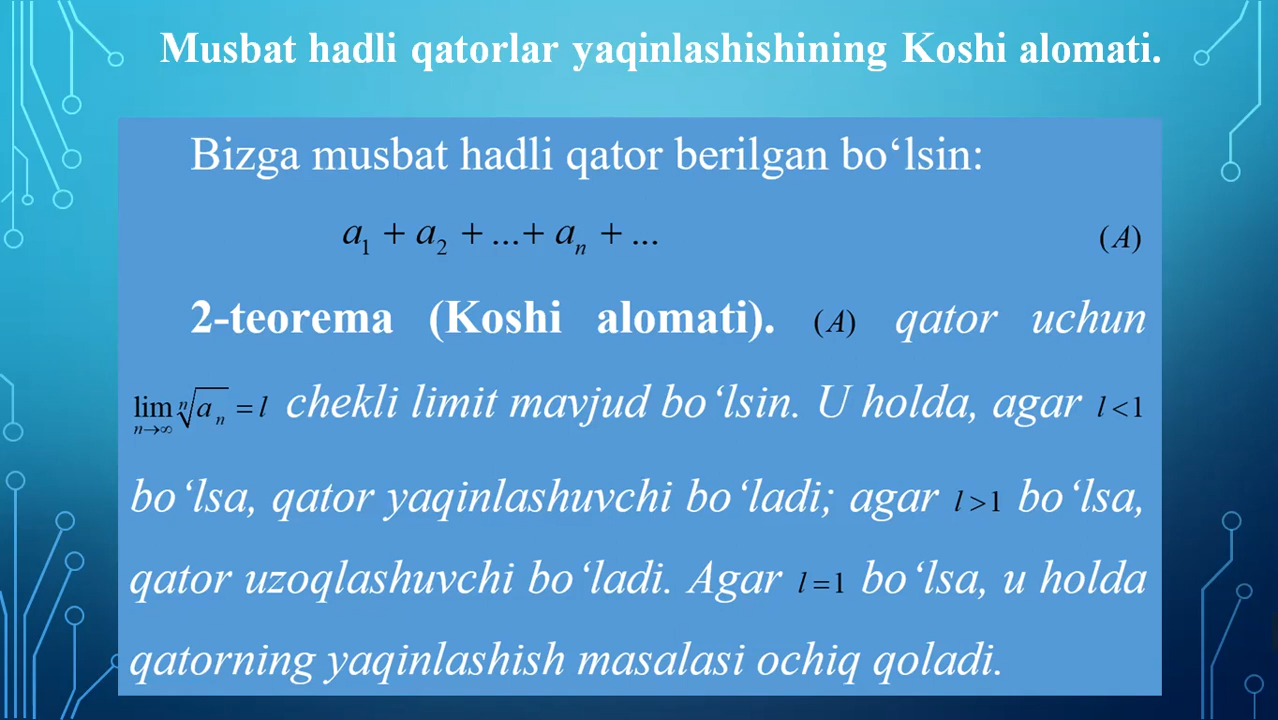 Musbat hadli qatorlar yaqinlashishining Koshi alomati.
Bizga musbat hadli qator berilgan bo‘lsin:
a₁ + a₂ + ...+ aₙ + ... (A)
2-teorema (Koshi alomati). (A) qator uchun
lim n→∞ ⁿ√aₙ = l chekli limit mavjud bo‘lsin. U holda, agar l < 1
bo‘lsa, qator yaqinlashuvchi bo‘ladi; agar l > 1 bo‘lsa,
qator uzoqlashuvchi bo‘ladi. Agar l = 1 bo‘lsa, u holda
qatorning yaqinlashish masalasi ochiq qoladi.